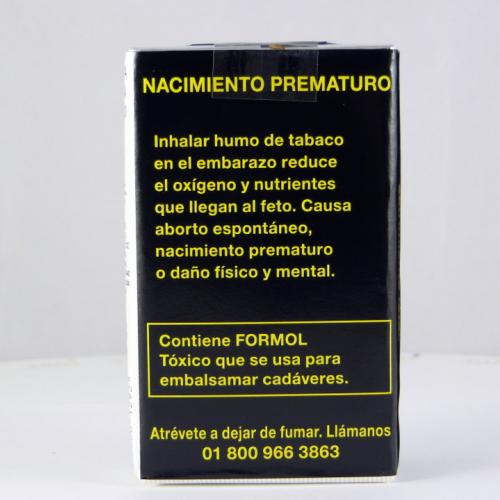 NACIMIENTO PREMATURO
Inhalar humo de tabaco
en el embarazo reduce
el oxígeno y nutrientes
que llegan al feto. Causa
aborto espontáneo,
nacimiento prematuro
o daño físico y mental.
Contiene FORMOL
Tóxico que se usa para
embalsamar cadáveres.
Atrévete a dejar de fumar. Llámanos
01 800 966 3863